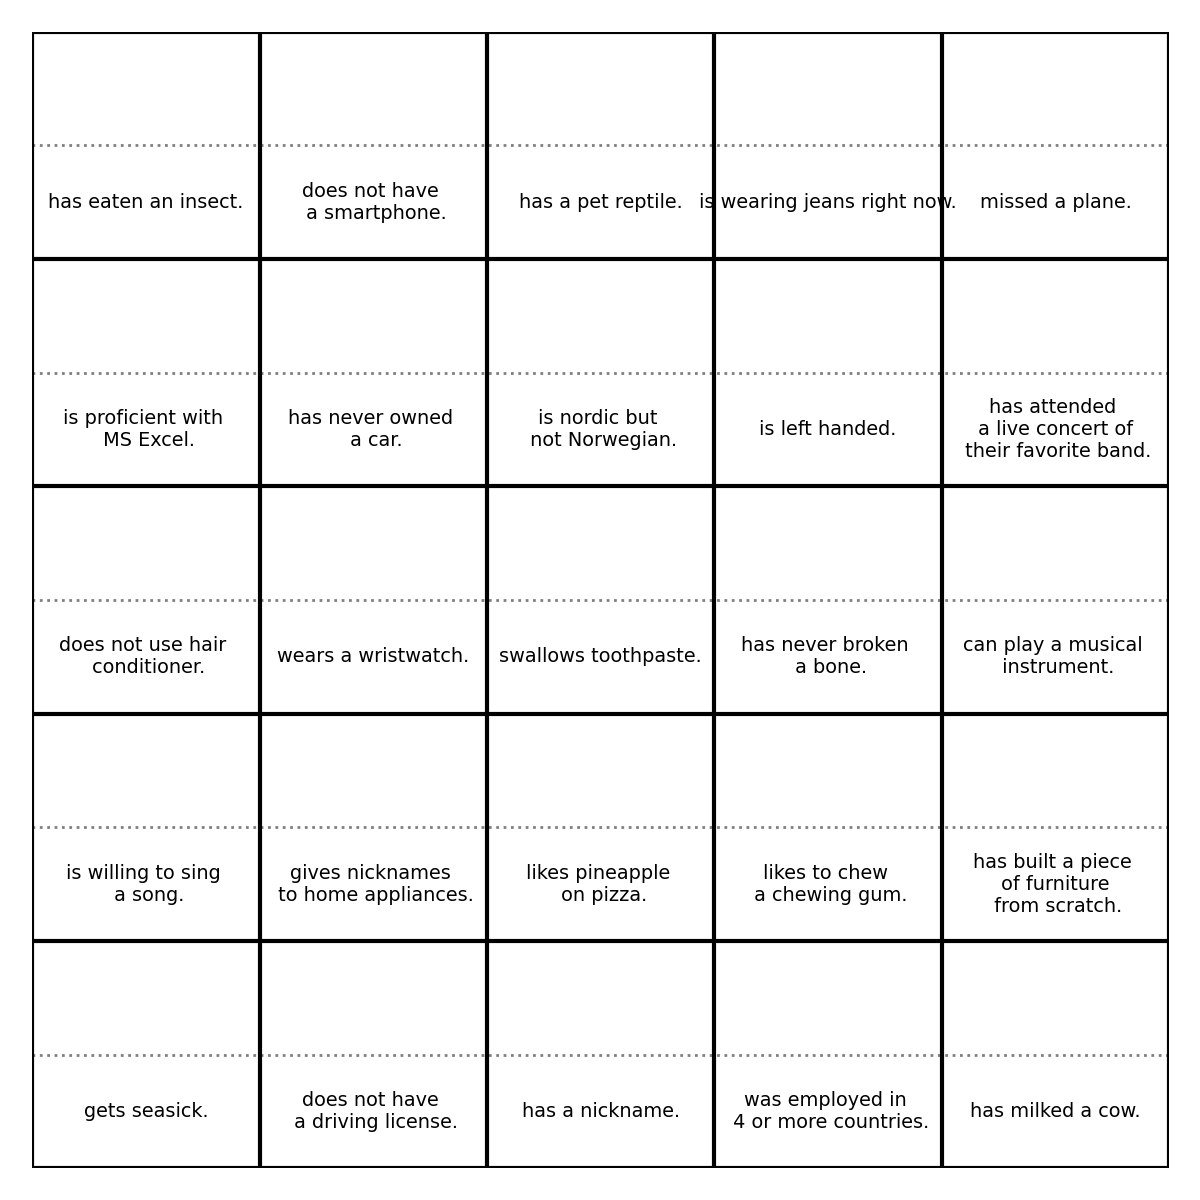 has eaten an insect.
does not have
a smartphone.
has a pet reptile.
is wearing jeans right now.
missed a plane.
is proficient with
MS Excel.
has never owned
a car.
is nordic but
not Norwegian.
is left handed.
has attended
a live concert of
their favorite band.
does not use hair
conditioner.
wears a wristwatch.
swallows toothpaste.
has never broken
a bone.
can play a musical
instrument.
is willing to sing
a song.
gives nicknames
to home appliances.
likes pineapple
on pizza.
likes to chew
a chewing gum.
has built a piece
of furniture
from scratch.
gets seasick.
does not have
a driving license.
has a nickname.
was employed in
4 or more countries.
has milked a cow.